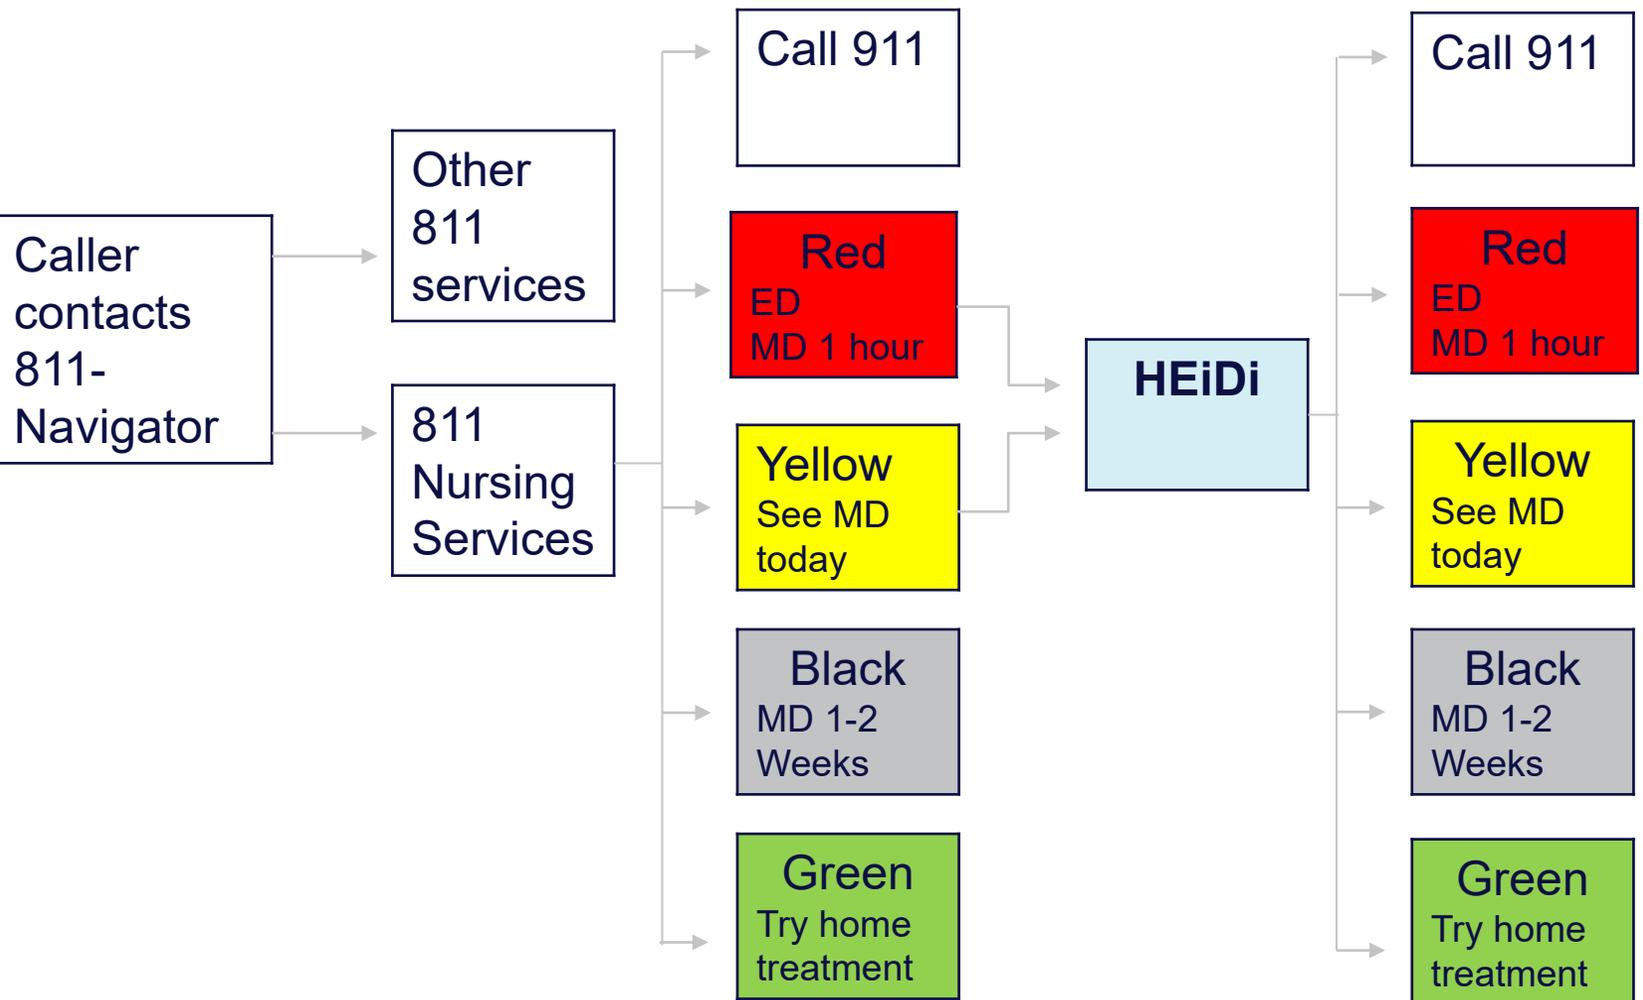 Caller
contacts
811-
Navigator
Other
811
services
811
Nursing
Services
Call 911
Red
ED
MD 1 hour
Yellow
See MD
today
Black
MD 1-2
Weeks
Green
Try home
treatment
HEiDi
Call 911
Red
ED
MD 1 hour
Yellow
See MD
today
Black
MD 1-2
Weeks
Green
Try home
treatment